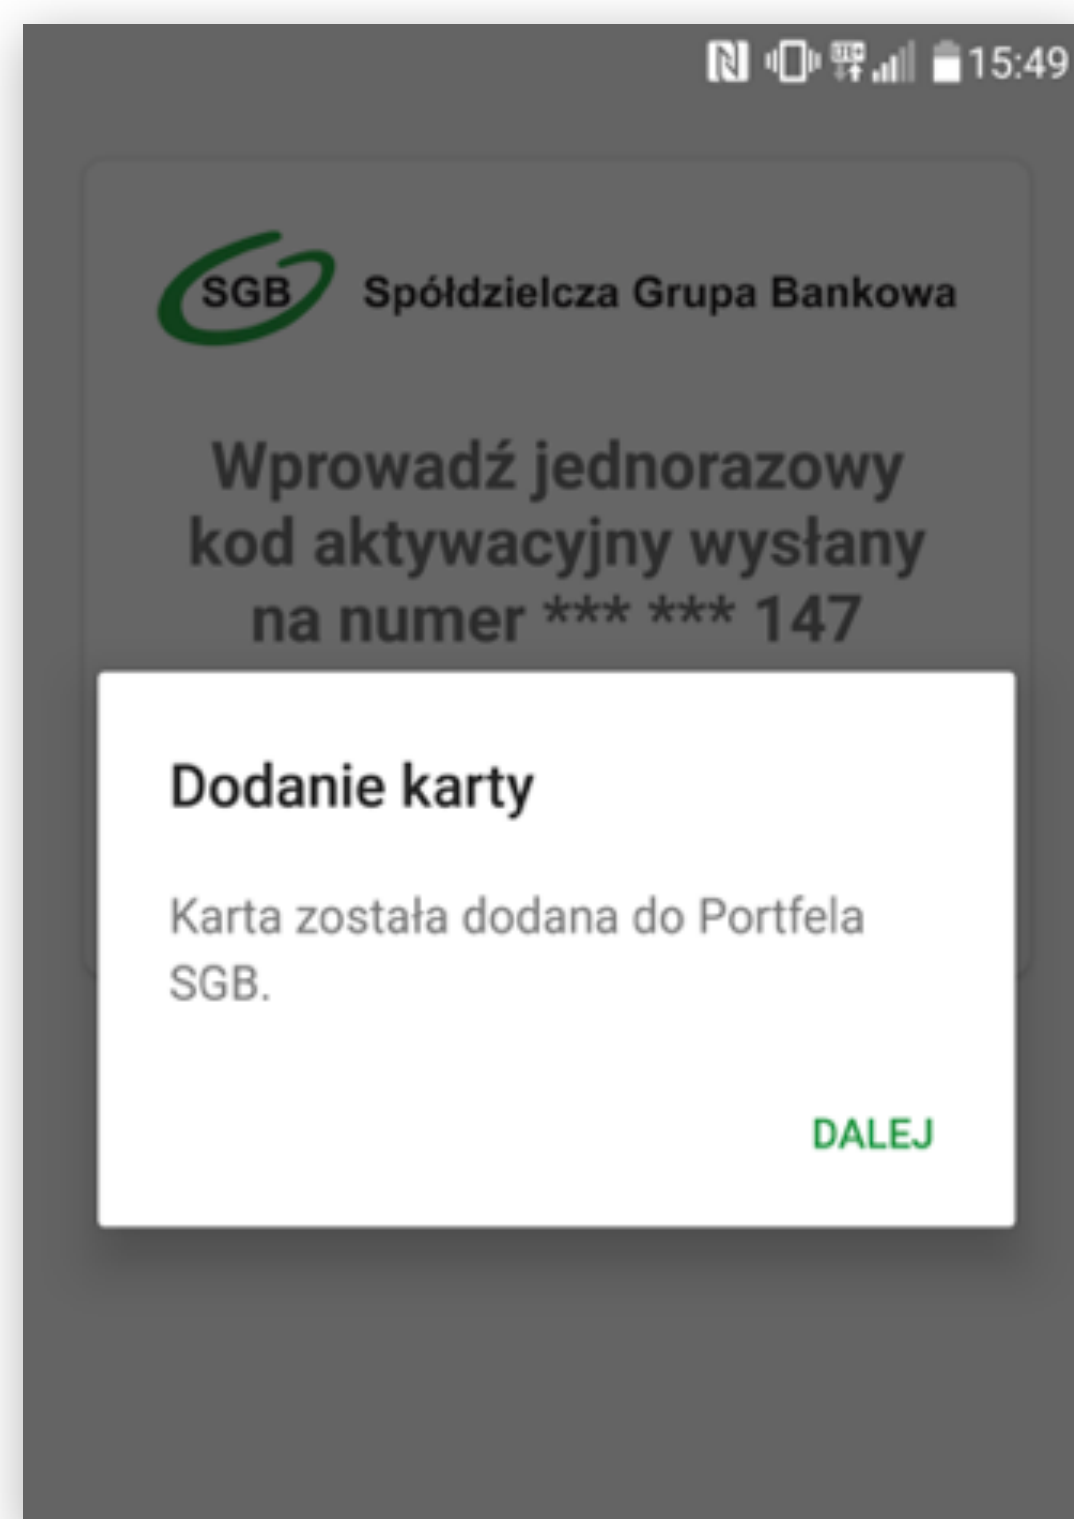 15:49
SGB Spółdzielcza Grupa Bankowa
Wprowadź jednorazowy
kod aktywacyjny wysłany
na numer *** *** 147
Dodanie karty
Karta została dodana do Portfela
SGB.
DALEJ